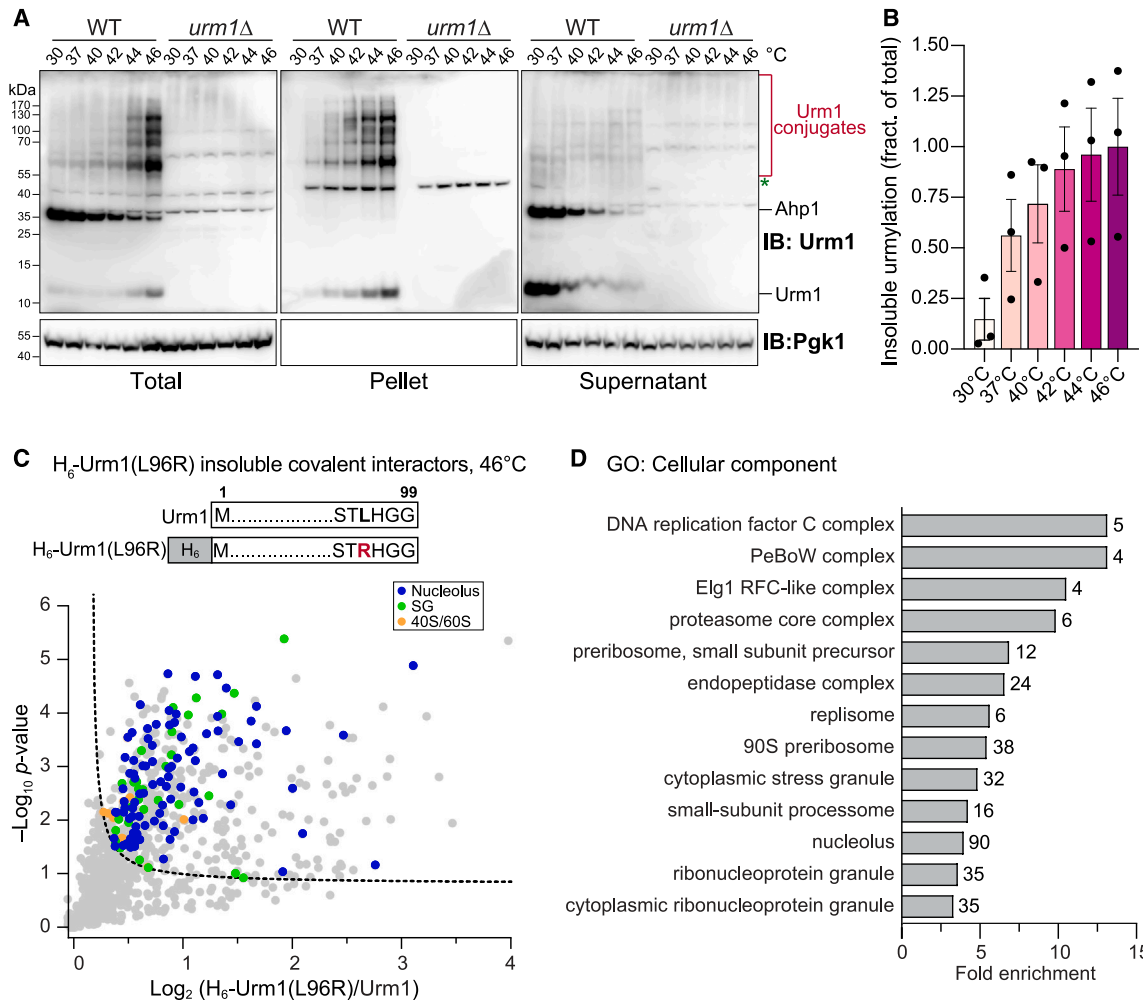 A
WT urm1Δ WT urm1Δ WT urm1Δ
30 37 40 42 44 46 30 37 40 42 44 46 30 37 40 42 44 46 30 37 40 42 44 46 30 37 40 42 44 46 30 37 40 42 44 46 °C
kDa
170
130
100
70
55
40
35
25
15
10
Urm1
conjugates
*
Ahp1
IB: Urm1
Urm1
55
40
IB:Pgk1
Total Pellet Supernatant
B
Insoluble urmylation (fract. of total)
1.50
1.25
1.00
0.75
0.50
0.25
0.00
30°C 37°C 40°C 42°C 44°C 46°C
C
H₆-Urm1(L96R) insoluble covalent interactors, 46°C
1 99
Urm1 M..................STLHGG
H₆-Urm1(L96R) H₆ M..................STRHGG
Nucleolus
SG
40S/60S
−Log₁₀ p-value
6
5
4
3
2
1
0
0 1 2 3 4
Log₂ (H₆-Urm1(L96R)/Urm1)
D GO: Cellular component
DNA replication factor C complex 5
PeBoW complex 4
Elg1 RFC-like complex 4
proteasome core complex 6
preribosome, small subunit precursor 12
endopeptidase complex 24
replisome 6
90S preribosome 38
cytoplasmic stress granule 32
small-subunit processome 16
nucleolus 90
ribonucleoprotein granule 35
cytoplasmic ribonucleoprotein granule 35
0 5 10 15
Fold enrichment